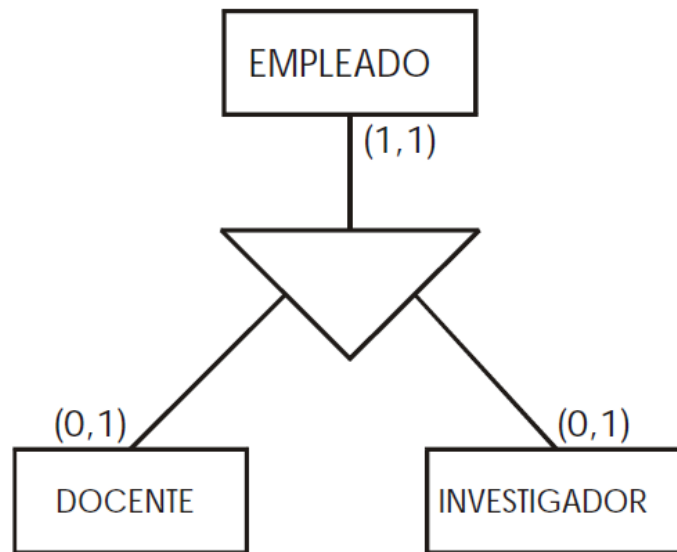 EMPLEADO
(1,1)
(0,1)
(0,1)
DOCENTE
INVESTIGADOR